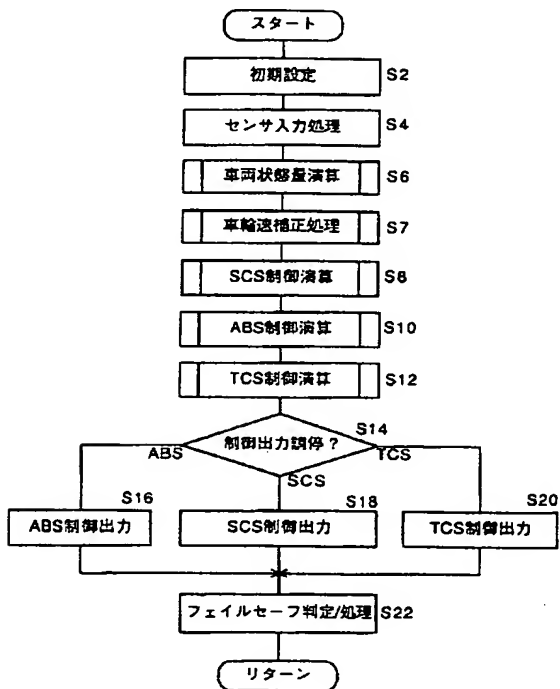 スタート
初期設定 S2
センサ入力処理 S4
車両状態量演算 S6
車輪速補正処理 S7
SCS制御演算 S8
ABS制御演算 S10
TCS制御演算 S12
制御出力調停? S14
ABS
TCS
SCS
S16
S18
S20
ABS制御出力
SCS制御出力
TCS制御出力
フェイルセーフ判定/処理 S22
リターン